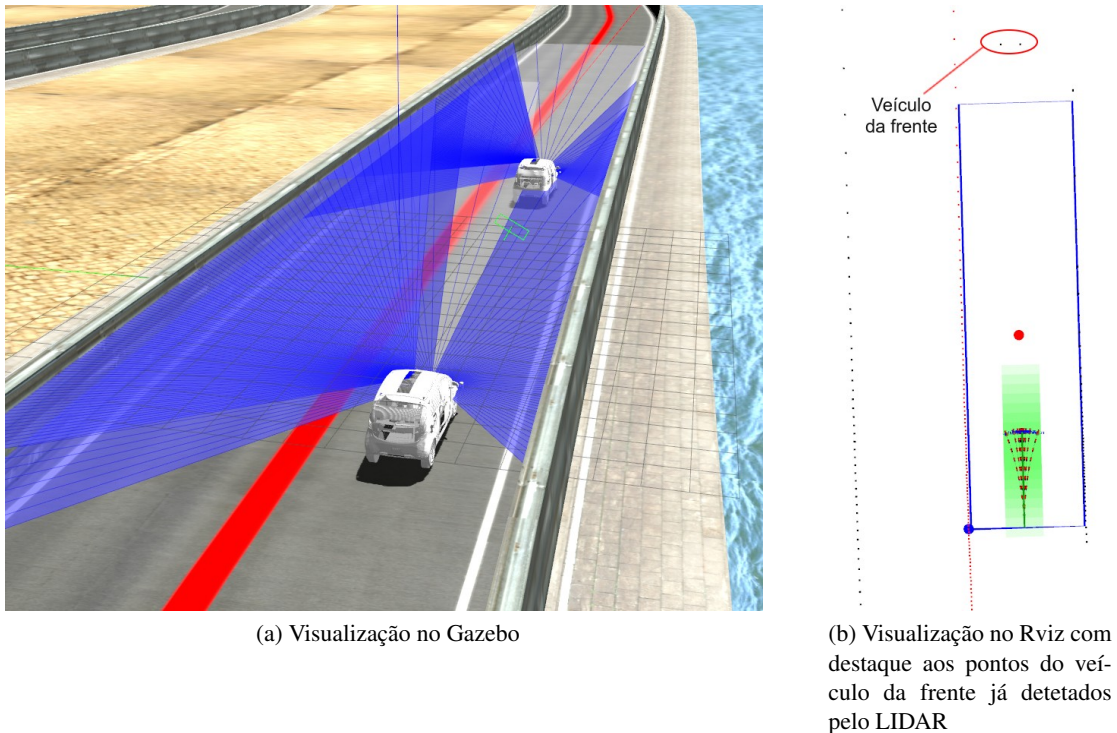 Veículo
da frente
(a) Visualização no Gazebo
(b) Visualização no Rviz com
destaque aos pontos do veí-
culo da frente já detetados
pelo LIDAR